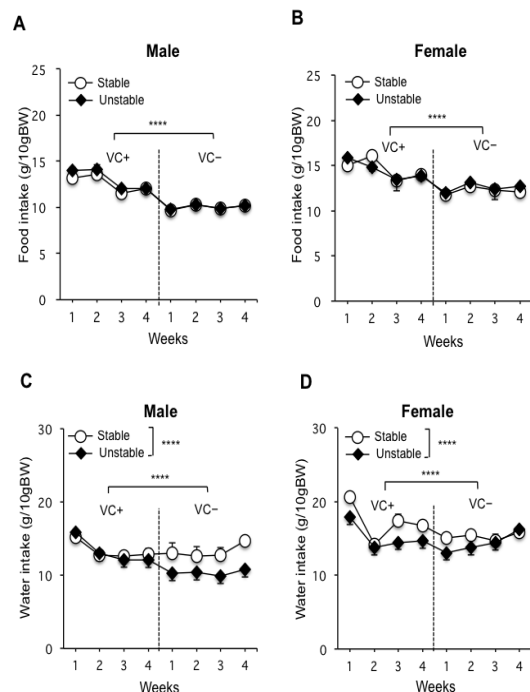 A
Male
Food intake (g/10gBW)
25
20
15
10
5
0
Stable
Unstable
****
VC+
VC−
1 2 3 4 1 2 3 4
Weeks
B
Female
Food intake (g/10gBW)
25
20
15
10
5
0
Stable
Unstable
****
VC+
VC−
1 2 3 4 1 2 3 4
Weeks
C
Male
Water intake (g/10gBW)
30
20
10
0
Stable
Unstable
****
****
VC+
VC−
1 2 3 4 1 2 3 4
Weeks
D
Female
Water intake (g/10gBW)
30
20
10
0
Stable
Unstable
****
****
VC+
VC−
1 2 3 4 1 2 3 4
Weeks